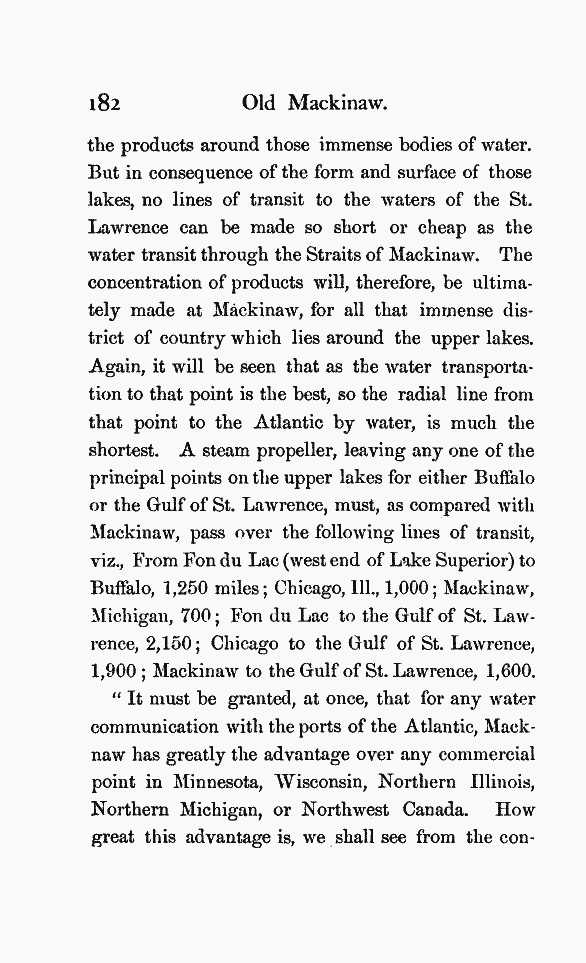 182 Old Mackinaw.
the products around those immense bodies of water.
But in consequence of the form and surface of those
lakes, no lines of transit to the waters of the St.
Lawrence can be made so short or cheap as the
water transit through the Straits of Mackinaw. The
concentration of products will, therefore, be ultima-
tely made at Mackinaw, for all that immense dis-
trict of country which lies around the upper lakes.
Again, it will be seen that as the water transporta-
tion to that point is the best, so the radial line from
that point to the Atlantic by water, is much the
shortest. A steam propeller, leaving any one of the
principal points on the upper lakes for either Buffalo
or the Gulf of St. Lawrence, must, as compared with
Mackinaw, pass over the following lines of transit,
viz., From Fon du Lac (west end of Lake Superior) to
Buffalo, 1,250 miles; Chicago, Ill., 1,000; Mackinaw,
Michigan, 700; Fon du Lac to the Gulf of St. Law-
rence, 2,150; Chicago to the Gulf of St. Lawrence,
1,900; Mackinaw to the Gulf of St. Lawrence, 1,600.
" It must be granted, at once, that for any water
communication with the ports of the Atlantic, Mack-
naw has greatly the advantage over any commercial
point in Minnesota, Wisconsin, Northern Illinois,
Northern Michigan, or Northwest Canada. How
great this advantage is, we shall see from the con-